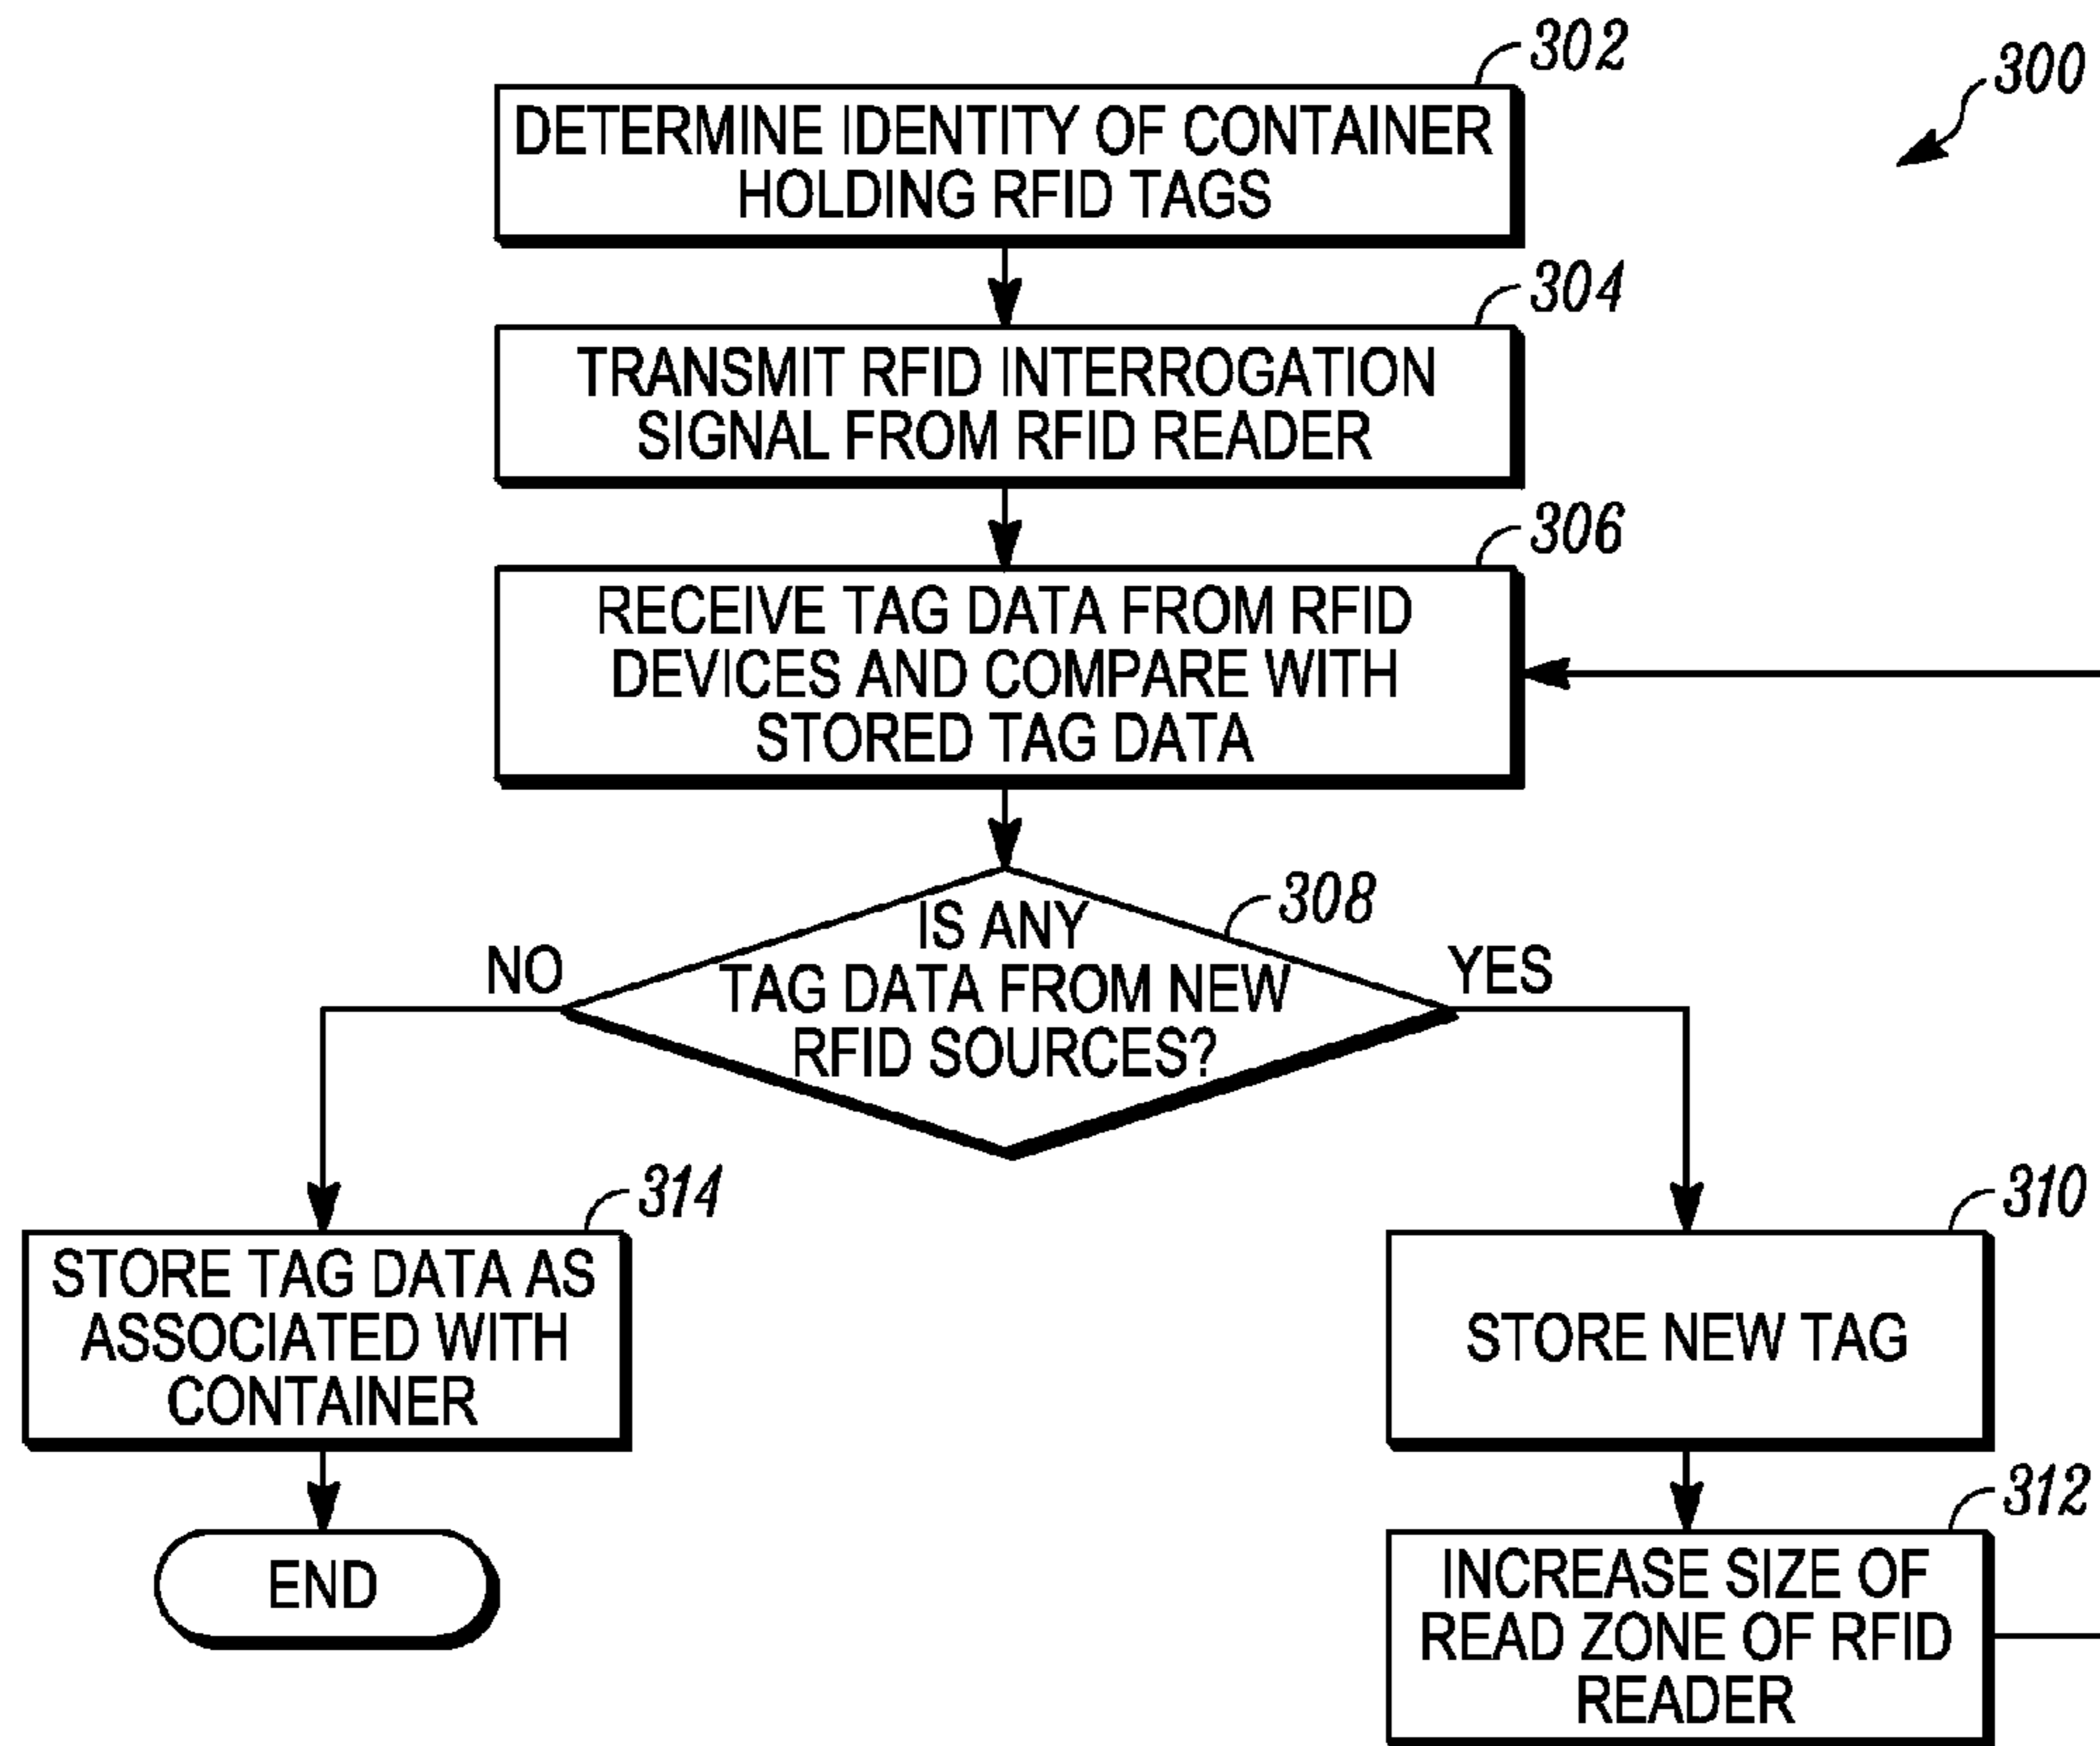 302
300
DETERMINE IDENTITY OF CONTAINER
HOLDING RFID TAGS
304
TRANSMIT RFID INTERROGATION
SIGNAL FROM RFID READER
306
RECEIVE TAG DATA FROM RFID
DEVICES AND COMPARE WITH
STORED TAG DATA
308
IS ANY
TAG DATA FROM NEW
RFID SOURCES?
NO
YES
314
STORE TAG DATA AS
ASSOCIATED WITH
CONTAINER
END
310
STORE NEW TAG
312
INCREASE SIZE OF
READ ZONE OF RFID
READER